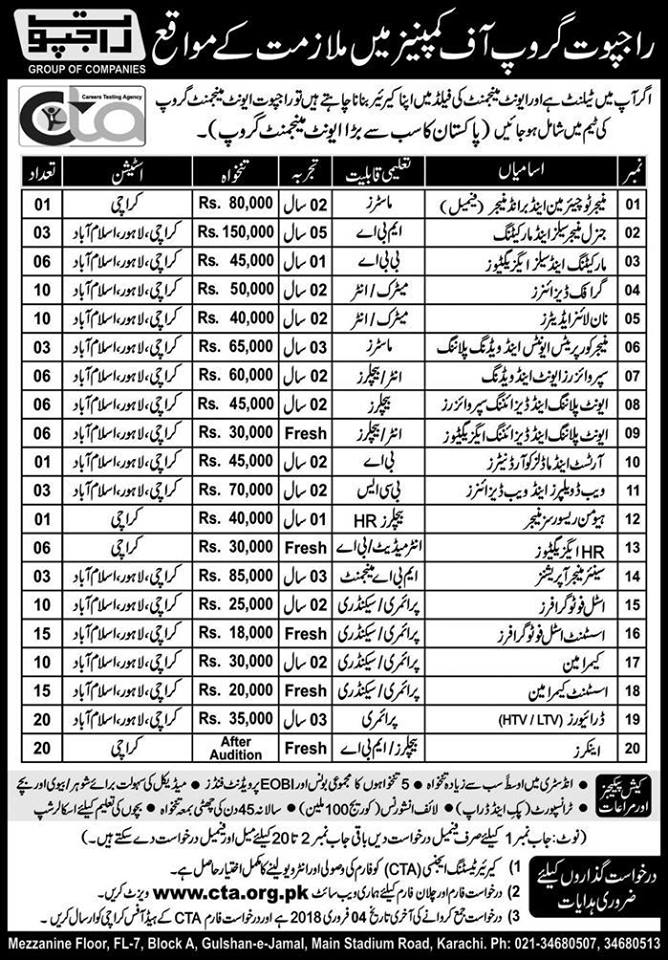 راجپوت
GROUP OF COMPANIES
راجپوت گروپ آف کمپنیز میں ملازمت کے مواقع
Careers Testing Agency
cta
اگر آپ میں ٹیلنٹ ہے اور ایونٹ مینجمنٹ کی فیلڈ میں اپنا کیرئیر بنانا چاہتے ہیں تو راجپوت ایونٹ مینجمنٹ گروپ
کی ٹیم میں شامل ہو جائیں (پاکستان کا سب سے بڑا ایونٹ مینجمنٹ گروپ)۔
نمبر اسامیاں تعلیمی قابلیت تجربہ تنخواہ اسٹیشن تعداد
01 منیجر ٹو چیئرمین اینڈ برانڈ منیجر (فیمیل) ماسٹرز 02 سال Rs. 80,000 کراچی 01
02 جنرل منیجر سیلز اینڈ مارکیٹنگ ایم بی اے 05 سال Rs. 150,000 کراچی، لاہور، اسلام آباد 03
03 مارکیٹنگ اینڈ سیلز ایگزیکٹیوز بی بی اے 01 سال Rs. 45,000 کراچی، لاہور، اسلام آباد 06
04 گرافک ڈیزائنرز میٹرک/انٹر 02 سال Rs. 50,000 کراچی، لاہور، اسلام آباد 10
05 نان لائنر ایڈیٹرز میٹرک/انٹر 02 سال Rs. 40,000 کراچی، لاہور، اسلام آباد 10
06 منیجر کورپریٹس ایونٹس اینڈ ویڈنگ پلاننگ ماسٹرز 03 سال Rs. 65,000 کراچی، لاہور، اسلام آباد 03
07 سپروائزرز ایونٹ اینڈ ویڈنگ انٹر/بیچلرز 02 سال Rs. 60,000 کراچی، لاہور، اسلام آباد 06
08 ایونٹ پلاننگ اینڈ ڈیزائننگ سپروائزرز بیچلرز 02 سال Rs. 45,000 کراچی، لاہور، اسلام آباد 06
09 ایونٹ پلاننگ اینڈ ڈیزائننگ ایگزیکٹیوز انٹر/بیچلرز Fresh Rs. 30,000 کراچی، لاہور، اسلام آباد 06
10 آرٹسٹ اینڈ ماڈلز کوآرڈنیٹرز بی اے 02 سال Rs. 45,000 کراچی، لاہور، اسلام آباد 01
11 ویب ڈویلپرز اینڈ ویب ڈیزائنرز بی سی ایس 02 سال Rs. 70,000 کراچی، لاہور، اسلام آباد 03
12 ہیومن ریسورسز منیجر بیچلرز HR 01 سال Rs. 40,000 کراچی 01
13 HR ایگزیکٹیوز انٹرمیڈیٹ/بی اے Fresh Rs. 30,000 کراچی 06
14 سینئر منیجر آپریشنز ایم بی اے مینجمنٹ 03 سال Rs. 85,000 کراچی، لاہور، اسلام آباد 03
15 اسٹل فوٹوگرافرز پرائمری/سیکنڈری 02 سال Rs. 25,000 کراچی، لاہور، اسلام آباد 10
16 اسسٹنٹ اسٹل فوٹوگرافرز پرائمری/سیکنڈری Fresh Rs. 18,000 کراچی، لاہور، اسلام آباد 15
17 کیمرامین پرائمری/سیکنڈری 02 سال Rs. 30,000 کراچی، لاہور، اسلام آباد 10
18 اسسٹنٹ کیمرامین پرائمری/سیکنڈری Fresh Rs. 20,000 کراچی، لاہور، اسلام آباد 15
19 ڈرائیورز (HTV / LTV) پرائمری 03 سال Rs. 35,000 کراچی، لاہور، اسلام آباد 20
20 اینکرز بیچلرز/ایم بی اے Fresh After Audition کراچی 20
کیش پیکیجز اور مراعات
• انڈسٹری میں اوسطاً سب سے زیادہ تنخواہ • 5 تنخواہوں کا مجموعی بونس اور EOBI پرویڈنٹ فنڈز • میڈیکل کی سہولت برائے شوہر/بیوی اور بچے
• ٹرانسپورٹ (پک اینڈ ڈراپ) • لائف انشورنس (کوریج 100 ملین) • سالانہ 45 دن کی چھٹی بمعہ تنخواہ • بچوں کی تعلیم کیلئے اسکالرشپ
(نوٹ: جاب نمبر 1 کیلئے صرف فیمیل درخواست دیں باقی جاب نمبر 2 تا 20 کیلئے میل اور فیمیل درخواست دے سکتے ہیں۔)
درخواست گذاروں کیلئے ضروری ہدایات
1) کیرئیر ٹیسٹنگ ایجنسی (CTA) کو فارم کی وصولی اور انٹرویو لینے کا مکمل اختیار حاصل ہے۔
2) درخواست فارم اور چلان فارم کیلئے ہماری ویب سائٹ www.cta.org.pk ویزٹ کریں۔
3) درخواست جمع کروانے کی آخری تاریخ 04 فروری 2018 ہے اور درخواست فارم CTA کے ہیڈ آفس کراچی کو ارسال کریں۔
Mezzanine Floor, FL-7, Block A, Gulshan-e-Jamal, Main Stadium Road, Karachi. Ph: 021-34680507, 34680513